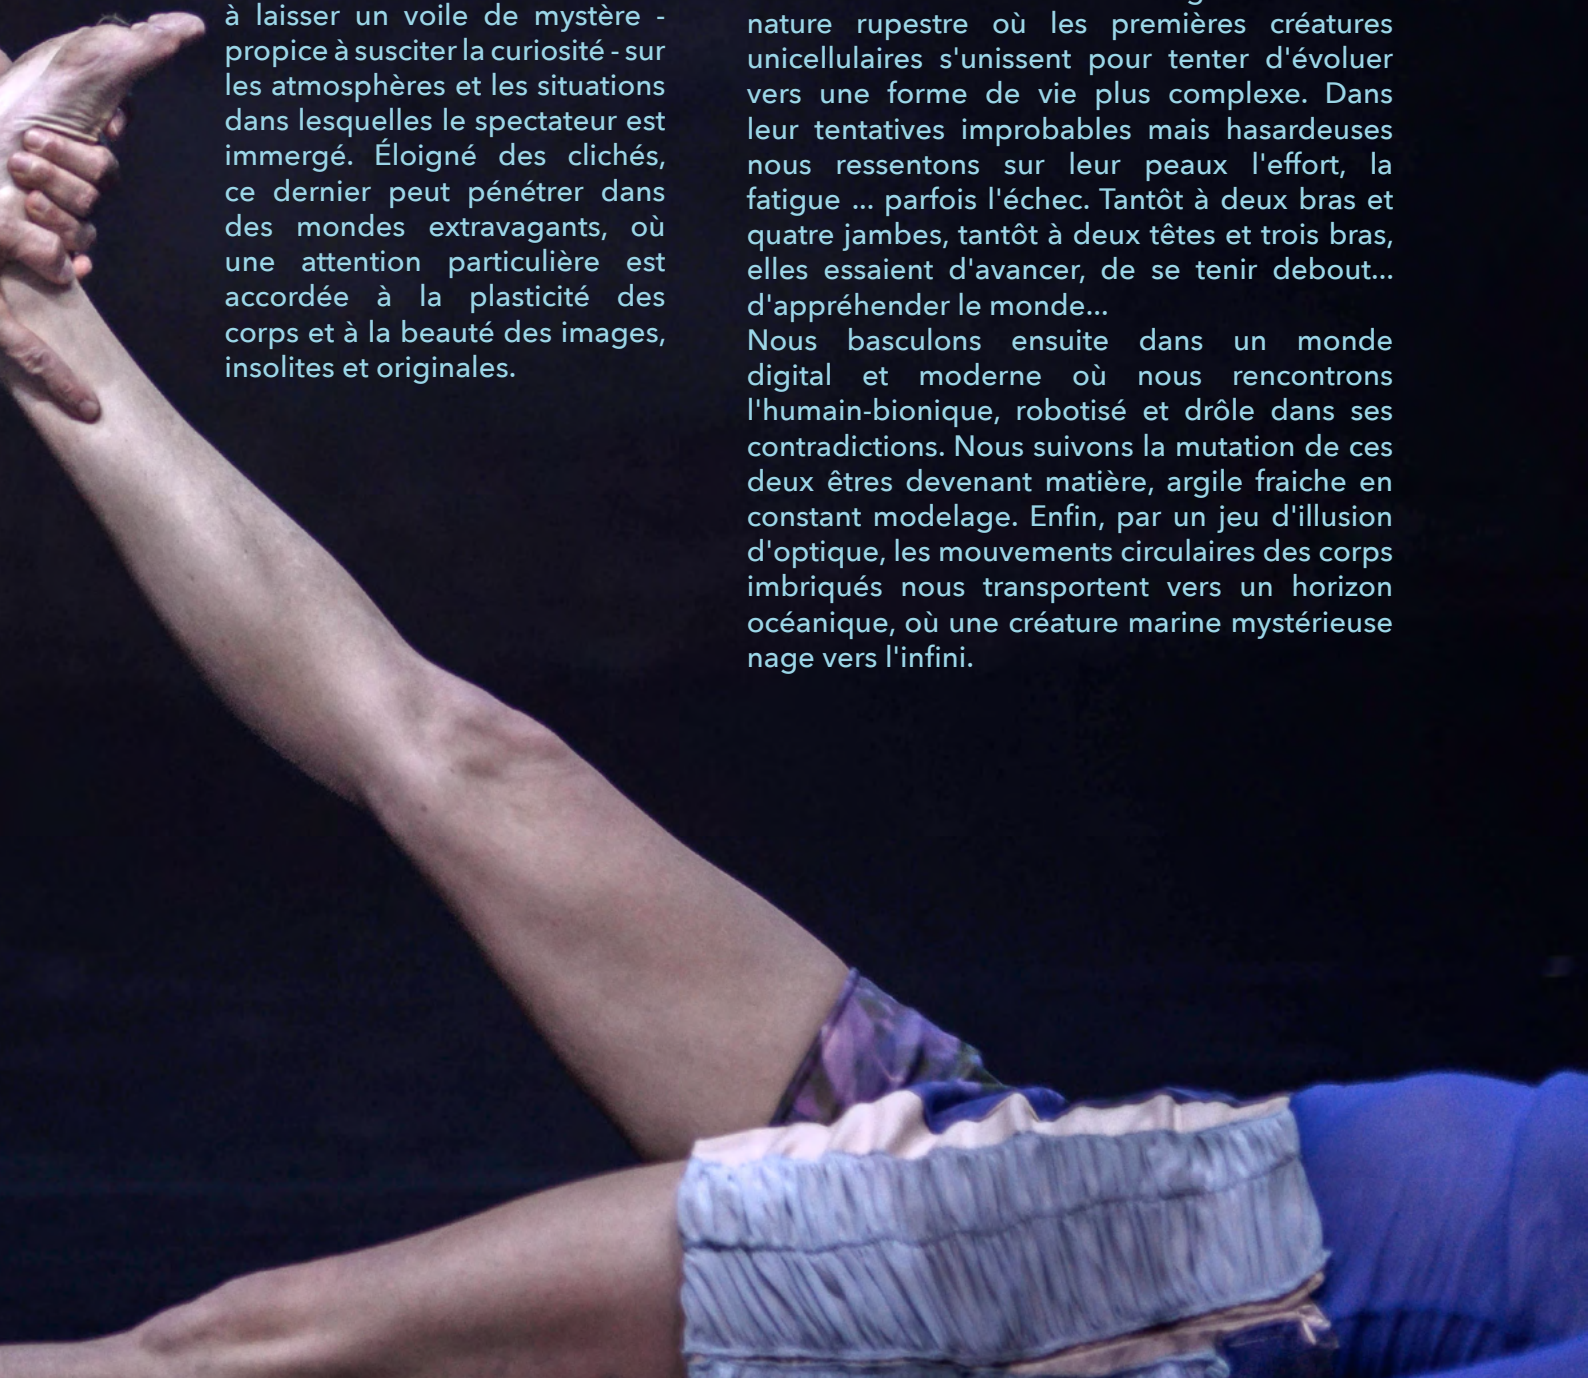 à laisser un voile de mystère -
propice à susciter la curiosité - sur
les atmosphères et les situations
dans lesquelles le spectateur est
immergé. Éloigné des clichés,
ce dernier peut pénétrer dans
des mondes extravagants, où
une attention particulière est
accordée à la plasticité des
corps et à la beauté des images,
insolites et originales.
nature rupestre où les premières créatures
unicellulaires s'unissent pour tenter d'évoluer
vers une forme de vie plus complexe. Dans
leur tentatives improbables mais hasardeuses
nous ressentons sur leur peaux l'effort, la
fatigue ... parfois l'échec. Tantôt à deux bras et
quatre jambes, tantôt à deux têtes et trois bras,
elles essaient d'avancer, de se tenir debout...
d'appréhender le monde...
Nous basculons ensuite dans un monde
digital et moderne où nous rencontrons
l'humain-bionique, robotisé et drôle dans ses
contradictions. Nous suivons la mutation de ces
deux êtres devenant matière, argile fraiche en
constant modelage. Enfin, par un jeu d'illusion
d'optique, les mouvements circulaires des corps
imbriqués nous transportent vers un horizon
océanique, où une créature marine mystérieuse
nage vers l'infini.